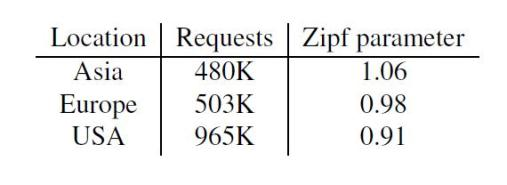 Location Requests Zipf parameter
Asia 480K 1.06
Europe 503K 0.98
USA 965K 0.91